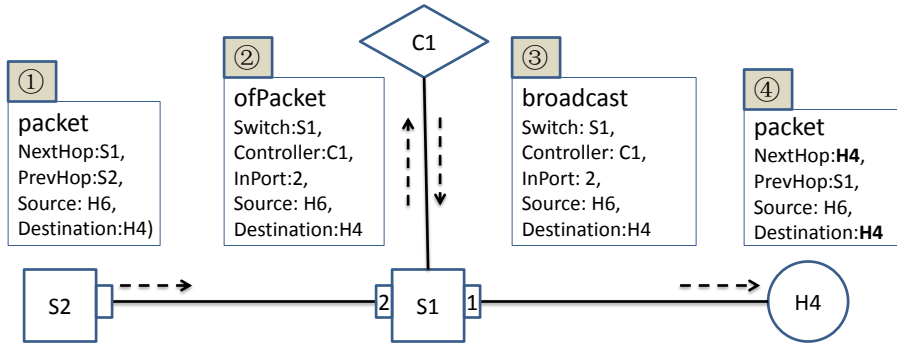 C1
①
packet
NextHop:S1,
PrevHop:S2,
Source: H6,
Destination:H4)
②
ofPacket
Switch:S1,
Controller:C1,
InPort:2,
Source: H6,
Destination:H4
③
broadcast
Switch: S1,
Controller: C1,
InPort: 2,
Source: H6,
Destination:H4
④
packet
NextHop:H4,
PrevHop:S1,
Source: H6,
Destination:H4
S2
2
S1
1
H4